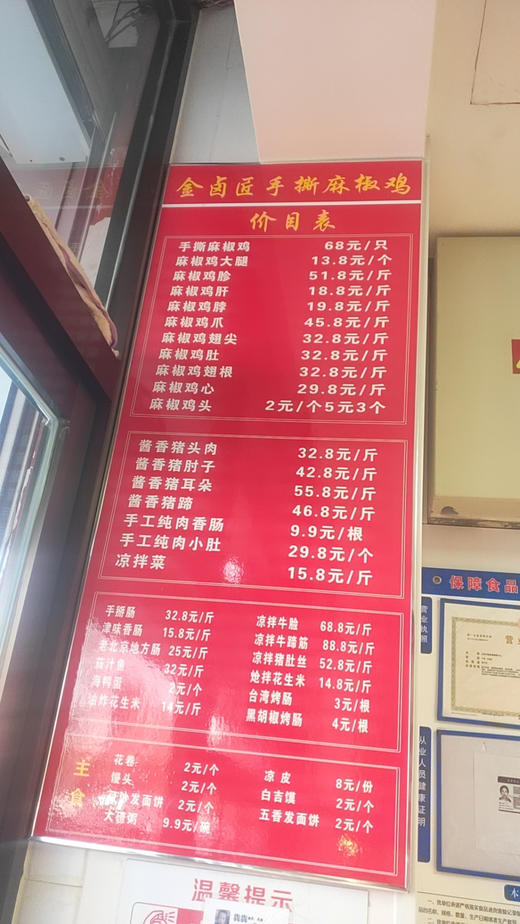 金卤匠手撕麻椒鸡
价目表
手撕麻椒鸡 68元/只
麻椒鸡大腿 13.8元/个
麻椒鸡胗 51.8元/斤
麻椒鸡肝 18.8元/斤
麻椒鸡脖 19.8元/斤
麻椒鸡爪 45.8元/斤
麻椒鸡翅尖 32.8元/斤
麻椒鸡肚 32.8元/斤
麻椒鸡翅根 32.8元/斤
麻椒鸡心 29.8元/斤
麻椒鸡头 2元/个5元3个
酱香猪头肉 32.8元/斤
酱香猪肘子 42.8元/斤
酱香猪耳朵 55.8元/斤
酱香猪蹄 46.8元/斤
手工纯肉香肠 9.9元/根
手工纯肉小肚 29.8元/个
凉拌菜 15.8元/斤
手掰肠 32.8元/斤 凉拌牛脸 68.8元/斤
津味香肠 15.8元/斤 凉拌牛蹄筋 88.8元/斤
老北京地方肠 25元/斤 凉拌猪肚丝 52.8元/斤
茄汁鱼 32元/斤 炝拌花生米 14.8元/斤
海鸭蛋 2元/个 台湾烤肠 3元/根
油炸花生米 14元/斤 黑胡椒烤肠 4元/根
主食
花卷 2元/个 凉皮 8元/份
馒头 2元/个 白吉馍 2元/个
发面饼 2元/个 五香发面饼 2元/个
大碴粥 9.9元/碗
温馨提示
保障食品
营业执照
从业人员健康证明